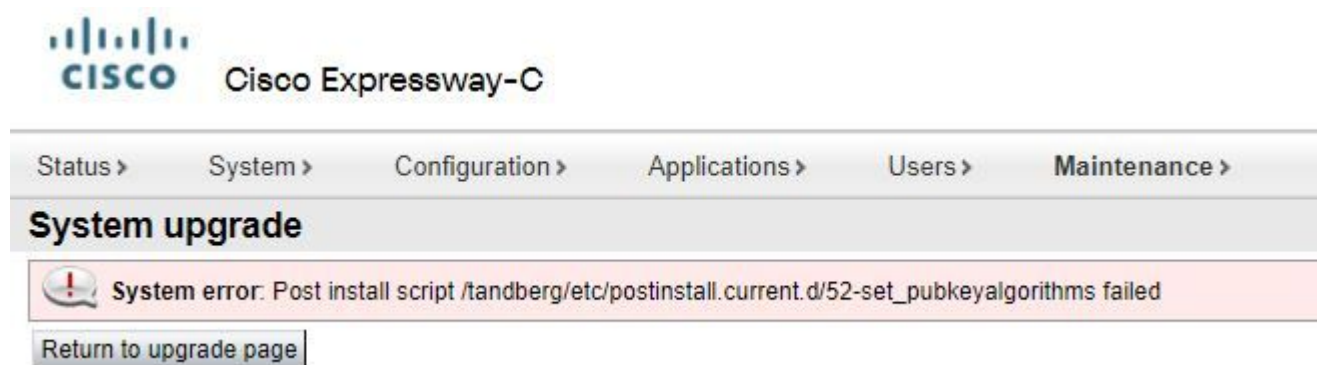 CISCO Cisco Expressway-C
Status > System > Configuration > Applications > Users > Maintenance >
System upgrade
System error: Post install script /tandberg/etc/postinstall.current.d/52-set_pubkeyalgorithms failed
Return to upgrade page